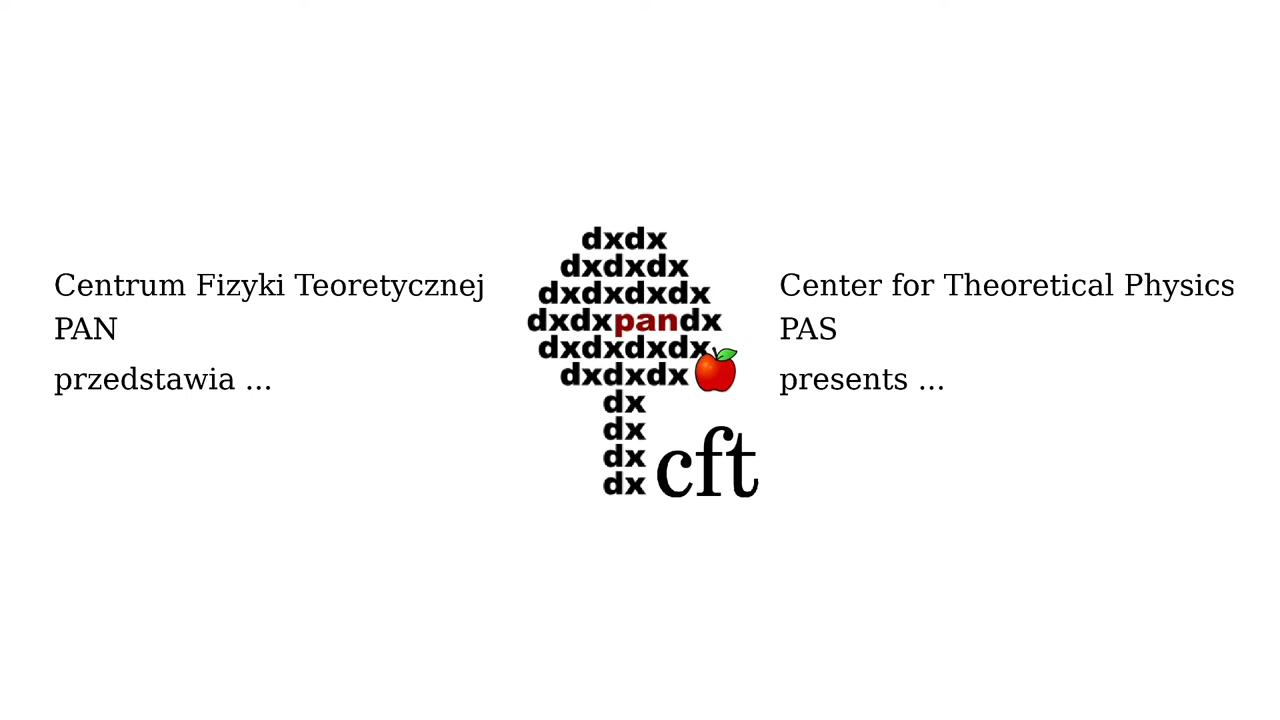 Centrum Fizyki Teoretycznej
PAN
przedstawia ...
dxdx
dxdxdx
dxdxdxdx
dxdxpandx
dxdxdxdx
dxdxdx
dx
dx
dx
dx
cft
Center for Theoretical Physics
PAS
presents ...